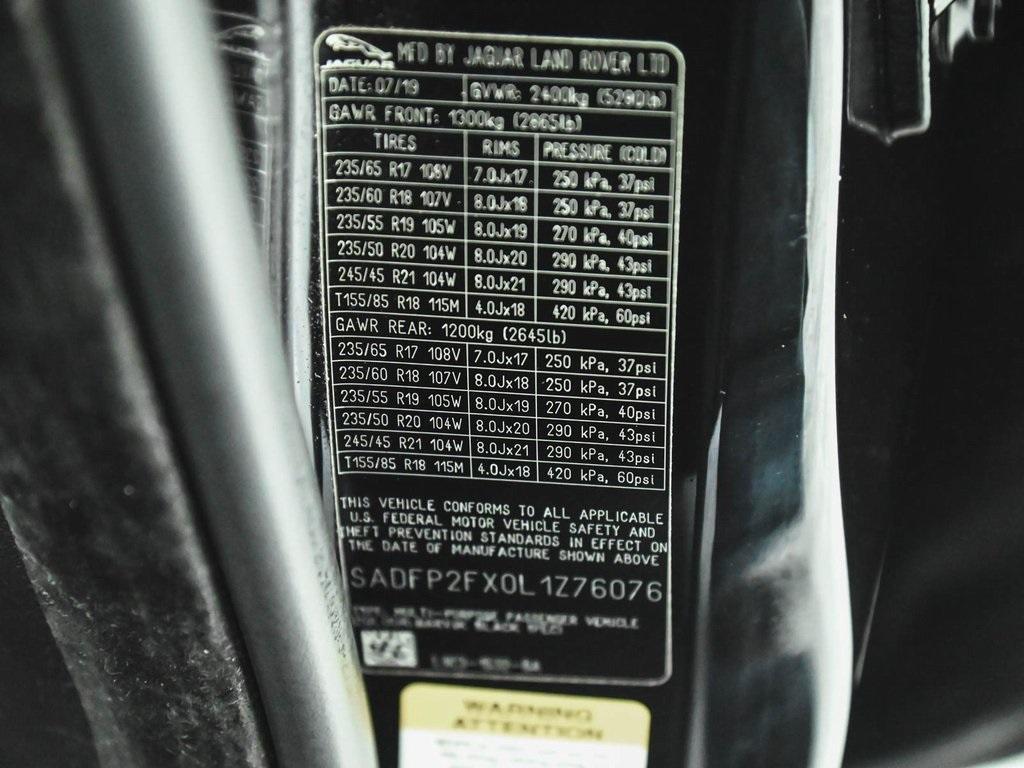 JAGUAR MFD BY JAGUAR LAND ROVER LTD
DATE: 07/19 GVWR: 2400kg (5290lb)
GAWR FRONT: 1300kg (2865lb)
TIRES RIMS PRESSURE (COLD)
235/65 R17 108V 7.0Jx17 250 kPa, 37psi
235/60 R18 107V 8.0Jx18 250 kPa, 37psi
235/55 R19 105W 8.0Jx19 270 kPa, 40psi
235/50 R20 104W 8.0Jx20 290 kPa, 43psi
245/45 R21 104W 8.0Jx21 290 kPa, 43psi
T155/85 R18 115M 4.0Jx18 420 kPa, 60psi
GAWR REAR: 1200kg (2645lb)
235/65 R17 108V 7.0Jx17 250 kPa, 37psi
235/60 R18 107V 8.0Jx18 250 kPa, 37psi
235/55 R19 105W 8.0Jx19 270 kPa, 40psi
235/50 R20 104W 8.0Jx20 290 kPa, 43psi
245/45 R21 104W 8.0Jx21 290 kPa, 43psi
T155/85 R18 115M 4.0Jx18 420 kPa, 60psi
THIS VEHICLE CONFORMS TO ALL APPLICABLE
U.S. FEDERAL MOTOR VEHICLE SAFETY AND
THEFT PREVENTION STANDARDS IN EFFECT ON
THE DATE OF MANUFACTURE SHOWN ABOVE
SADFP2FX0L1Z76076
TYPE: MULTI-PURPOSE PASSENGER VEHICLE
BLACK
WARNING
ATTENTION